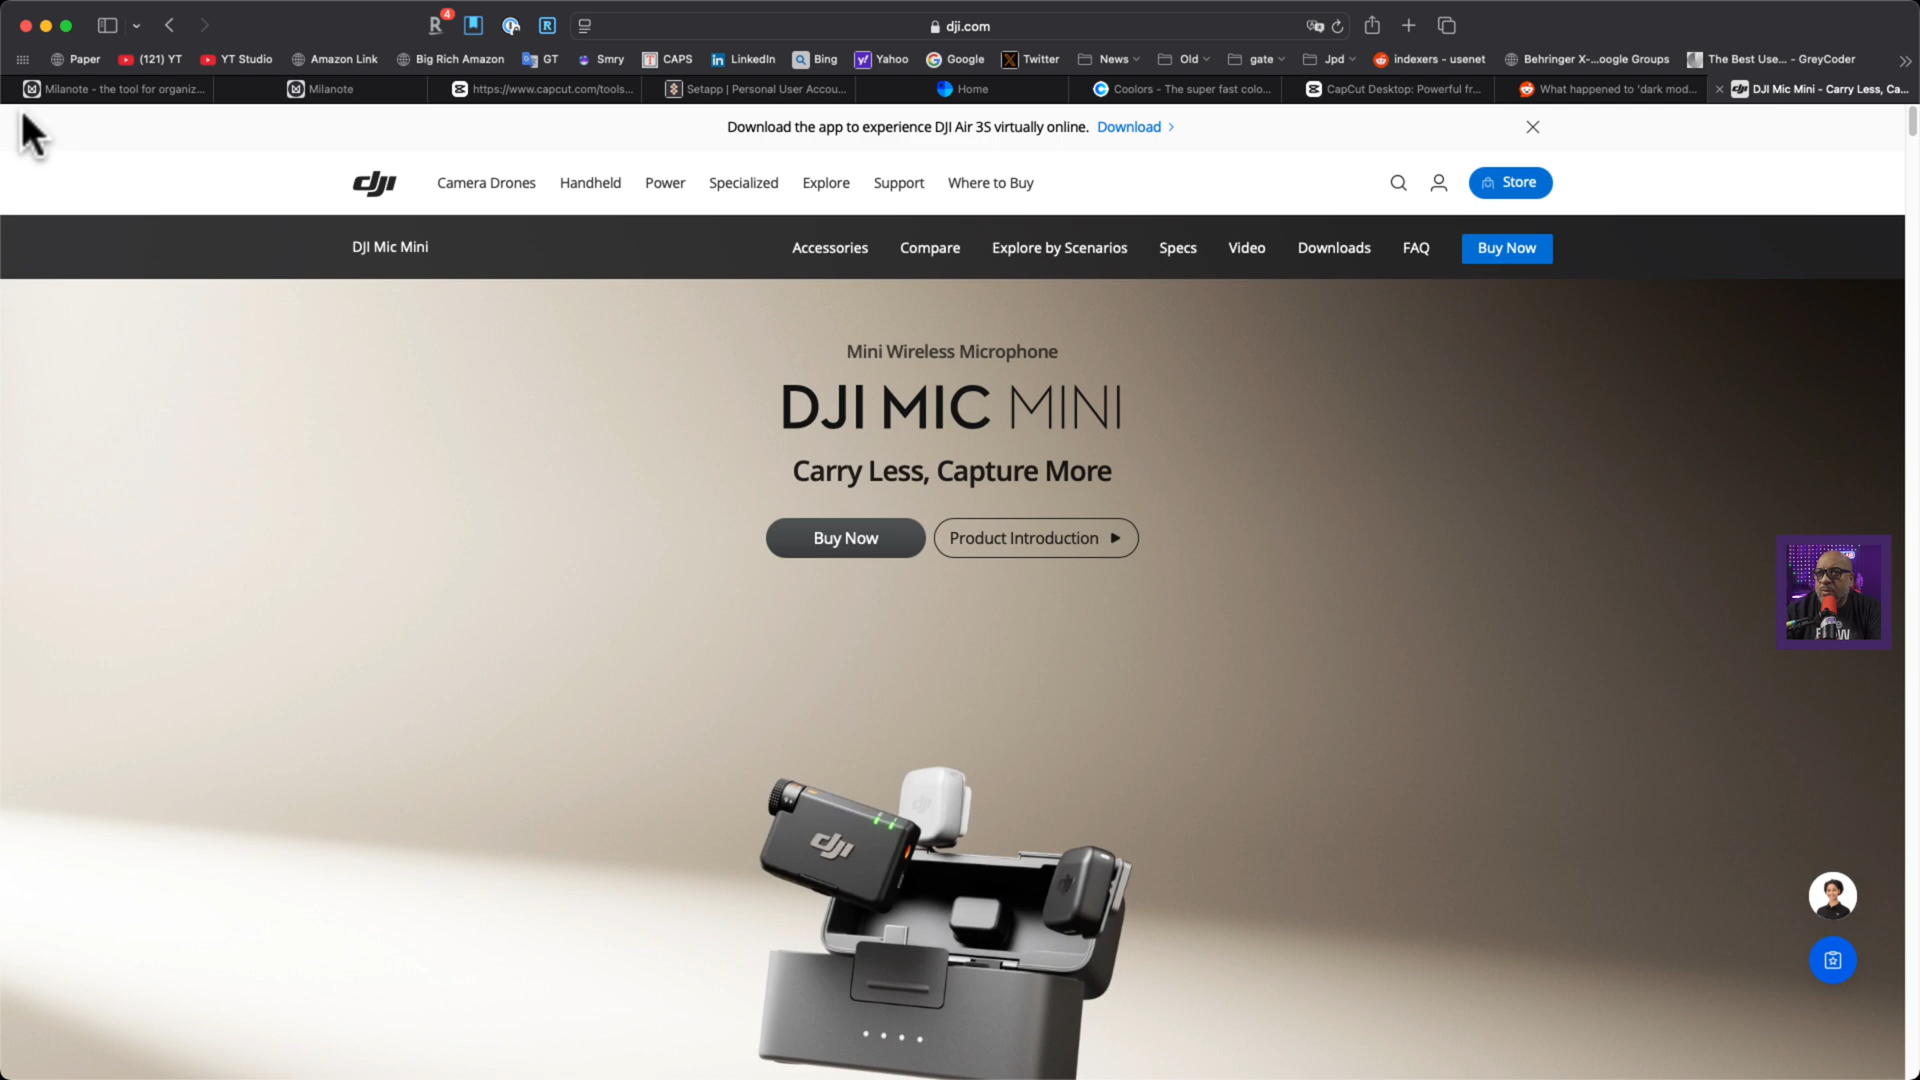 4
R
dji.com
Paper
(121) YT
YT Studio
Amazon Link
Big Rich Amazon
GT
Smry
CAPS
LinkedIn
Bing
Yahoo
Google
Twitter
News
Old
gate
Jpd
indexers - usenet
Behringer X-...oogle Groups
The Best Use... - GreyCoder
Milanote - the tool for organiz...
Milanote
https://www.capcut.com/tools...
Setapp | Personal User Accou...
Home
Coolors - The super fast colo...
CapCut Desktop: Powerful fr...
What happened to 'dark mod...
DJI Mic Mini - Carry Less, Ca...
Download the app to experience DJI Air 3S virtually online. Download >
dji
Camera Drones
Handheld
Power
Specialized
Explore
Support
Where to Buy
Store
DJI Mic Mini
Accessories
Compare
Explore by Scenarios
Specs
Video
Downloads
FAQ
Buy Now
Mini Wireless Microphone
DJI MIC MINI
Carry Less, Capture More
Buy Now
Product Introduction
dji